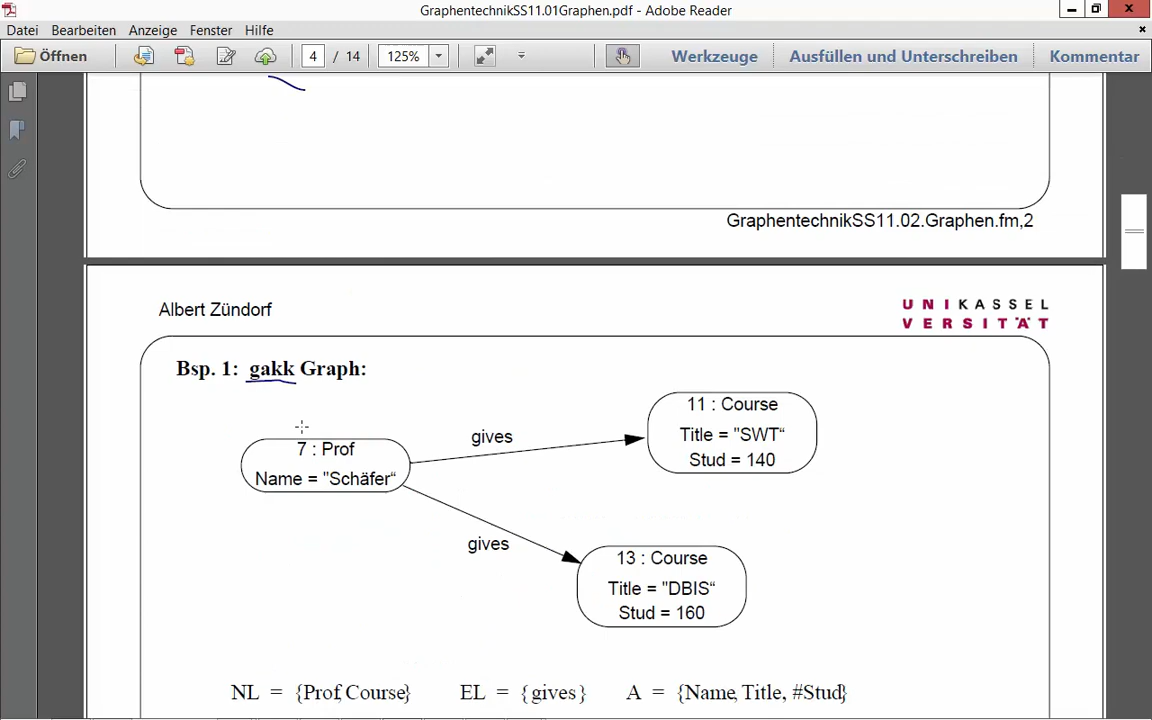 GraphentechnikSS11.01Graphen.pdf - Adobe Reader
Datei Bearbeiten Anzeige Fenster Hilfe
Öffnen 4 / 14 125% Werkzeuge Ausfüllen und Unterschreiben Kommentar
GraphentechnikSS11.02.Graphen.fm,2
Albert Zündorf
UNIKASSEL
VERSITÄT
Bsp. 1: gakk Graph:
11 : Course
Title = "SWT“
Stud = 140
gives
7 : Prof
Name = "Schäfer“
gives
13 : Course
Title = "DBIS“
Stud = 160
NL = {Prof, Course} EL = {gives} A = {Name, Title, #Stud}